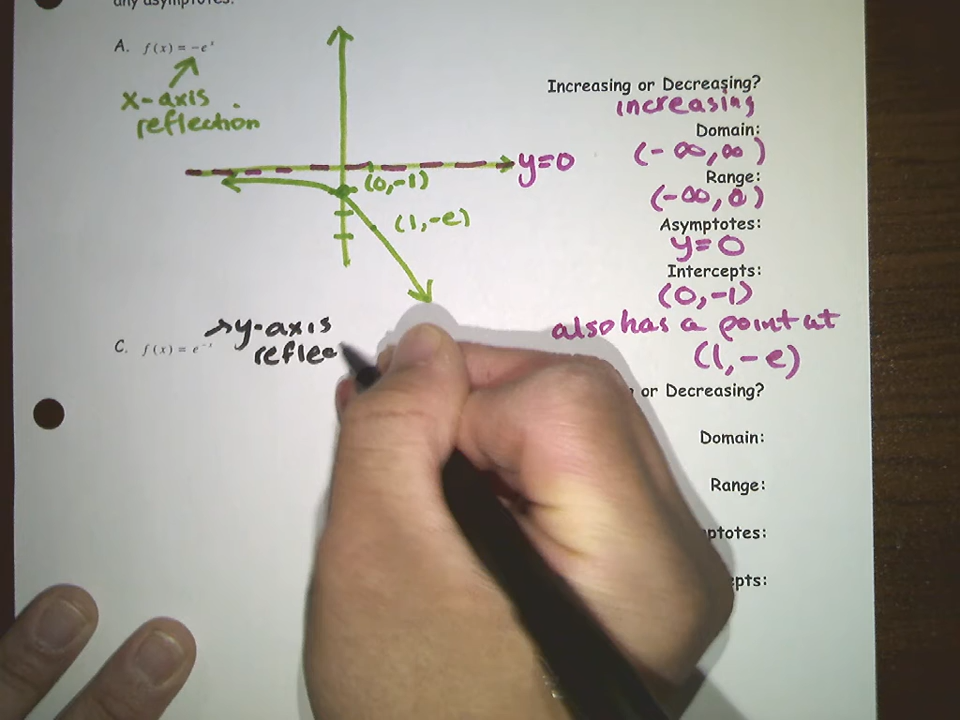 any asymptotes.
A. f(x) = -eˣ
x-axis
reflection
y=0
(0,-1)
(1,-e)
Increasing or Decreasing?
increasing
Domain:
(-∞,∞)
Range:
(-∞,0)
Asymptotes:
y=0
Intercepts:
(0,-1)
also has a point at
(1,-e)
C. f(x) = e⁻ˣ
y-axis
reflec
or Decreasing?
Domain:
Range:
ptotes:
epts: